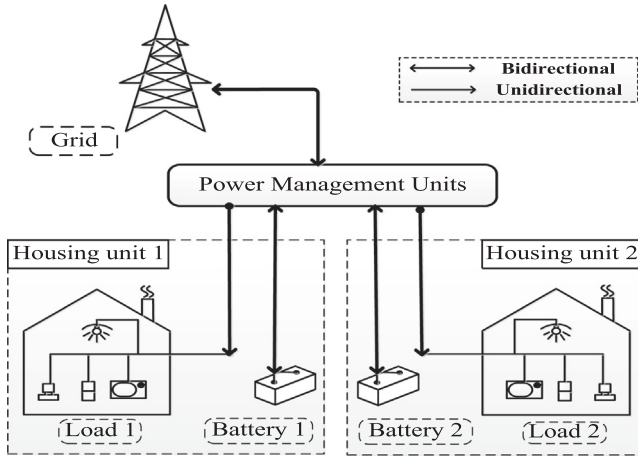 Bidirectional
Unidirectional
Grid
Power Management Units
Housing unit 1
Housing unit 2
Load 1
Battery 1
Battery 2
Load 2